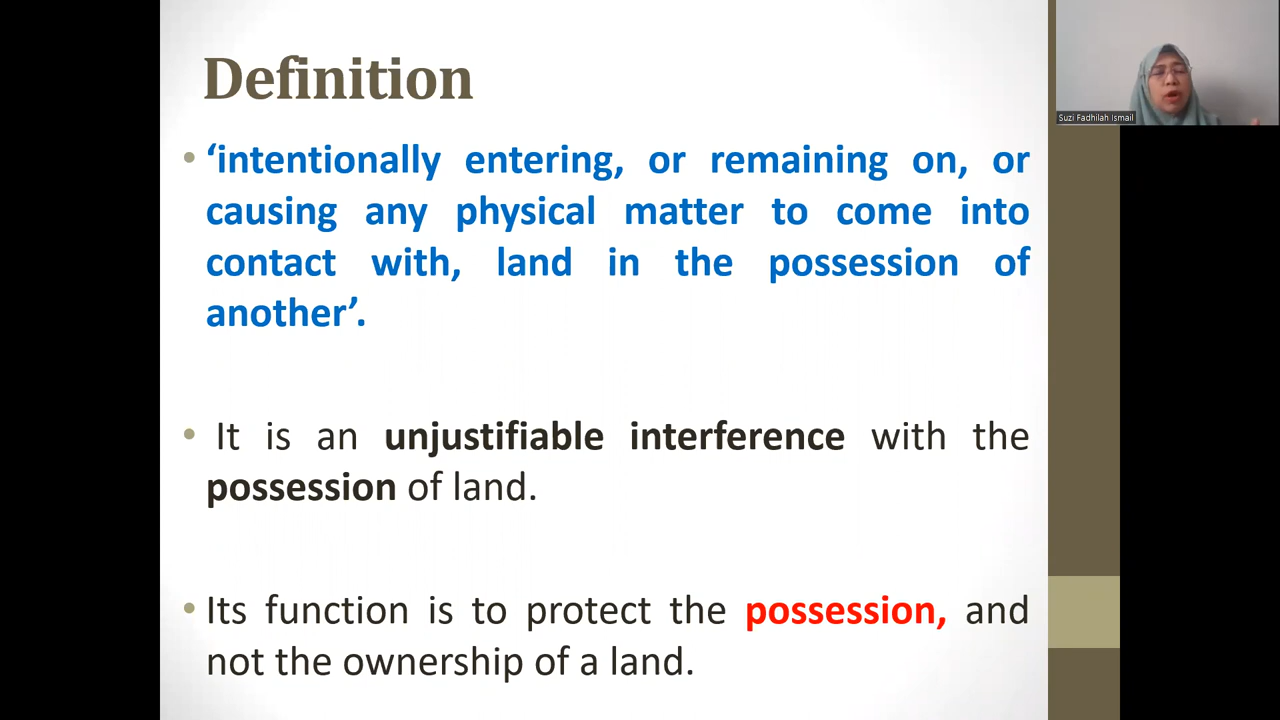 Definition
• ‘intentionally entering, or remaining on, or
causing any physical matter to come into
contact with, land in the possession of
another’.
• It is an unjustifiable interference with the
possession of land.
• Its function is to protect the possession, and
not the ownership of a land.
Suzi Fadhilah Ismail